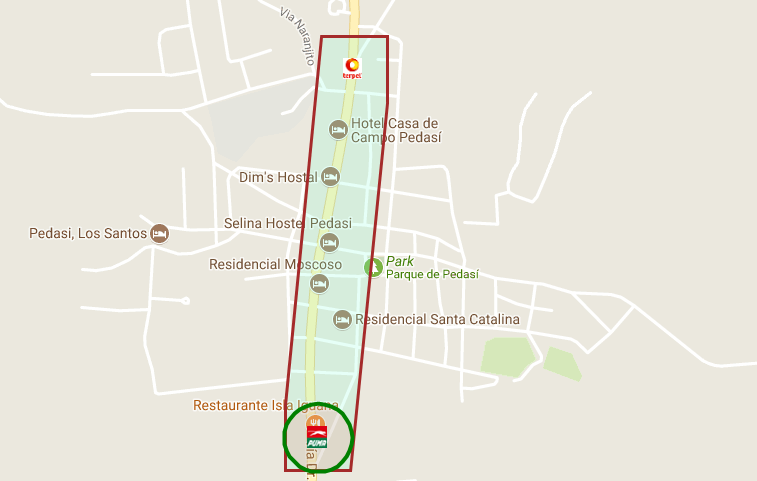 Vía Naranjito
terpel
Hotel Casa de
Campo Pedasí
Dim's Hostal
Selina Hostel Pedasi
Pedasi, Los Santos
Park
Parque de Pedasí
Residencial Moscoso
Residencial Santa Catalina
Restaurante Isla Iguana
PUMA